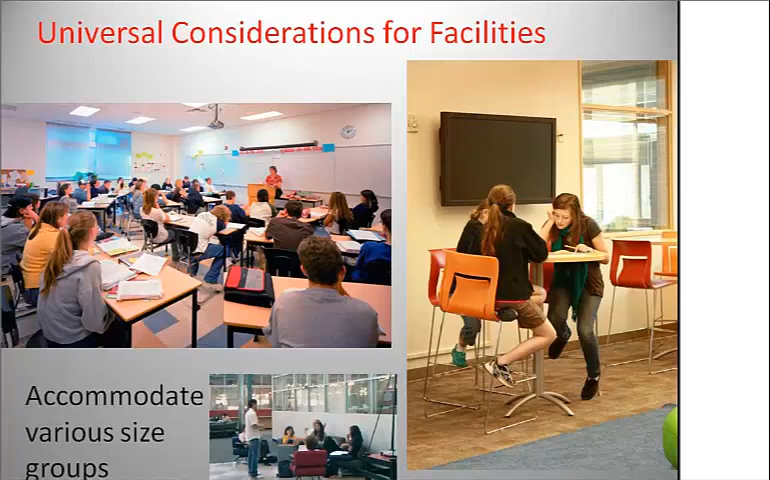 Universal Considerations for Facilities
Accommodate
various size
groups